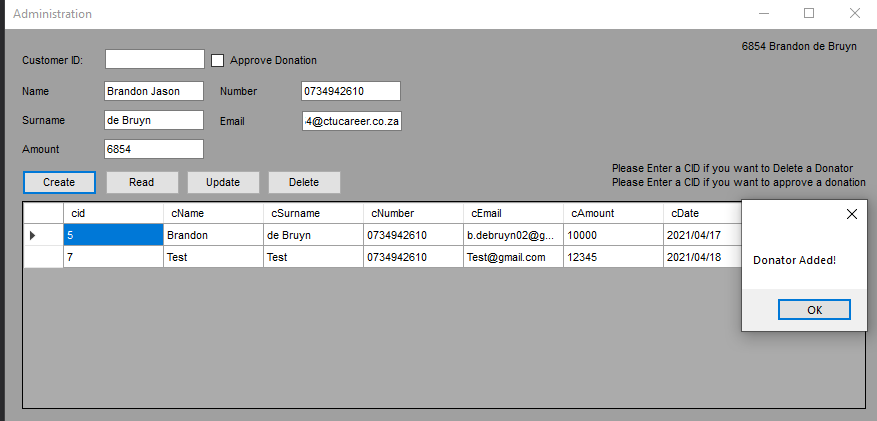 Administration
6854 Brandon de Bruyn
Customer ID: Approve Donation
Name Brandon Jason Number 0734942610
Surname de Bruyn Email 4@ctucareer.co.za
Amount 6854
Please Enter a CID if you want to Delete a Donator
Create Read Update Delete Please Enter a CID if you want to approve a donation
cid cName cSurname cNumber cEmail cAmount cDate
5 Brandon de Bruyn 0734942610 b.debruyn02@g... 10000 2021/04/17
7 Test Test 0734942610 Test@gmail.com 12345 2021/04/18
Donator Added!
OK